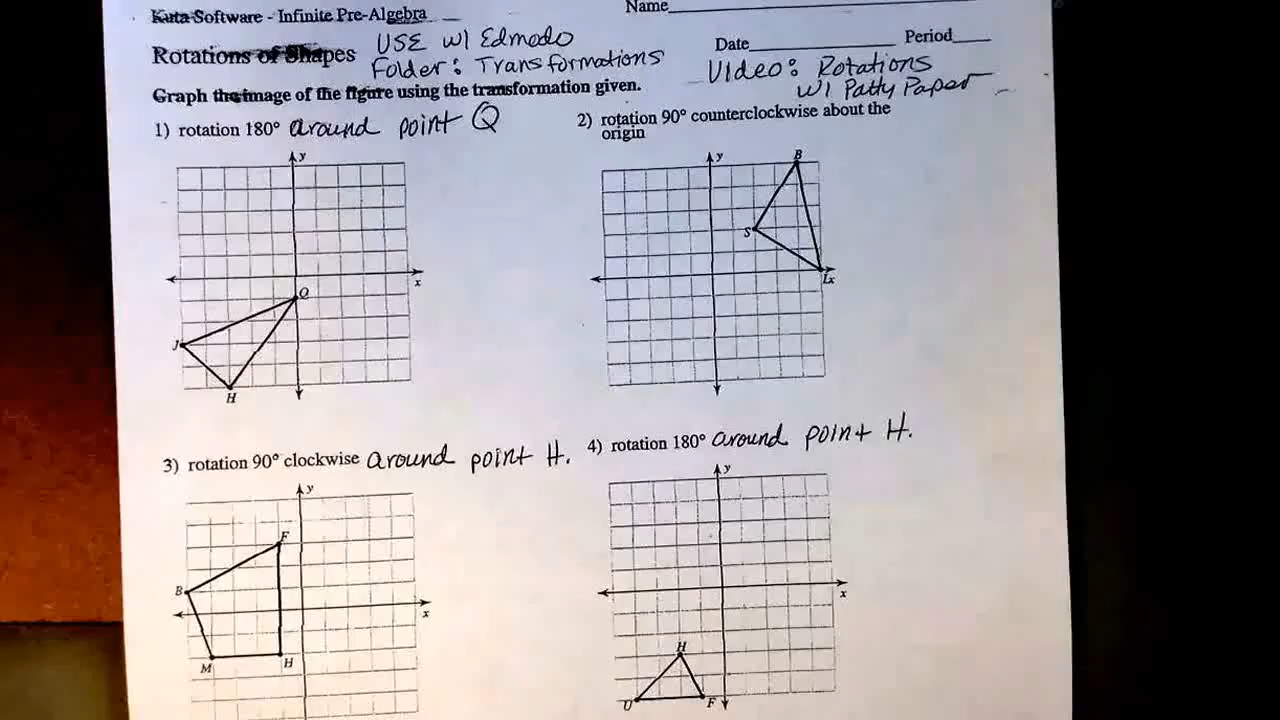 Kuta Software - Infinite Pre-Algebra
Name
Rotations of Shapes
USE w/ Edmodo
Folder: Transformations
Date Period
Video: Rotations
w/ Patty Paper
Graph the image of the figure using the transformation given.
1) rotation 180° around point Q
2) rotation 90° counterclockwise about the
origin
y
x
Q
J
H
y
B
S
L x
3) rotation 90° clockwise around point H.
4) rotation 180° around point H.
y
F
B
x
M
H
y
x
H
U
F